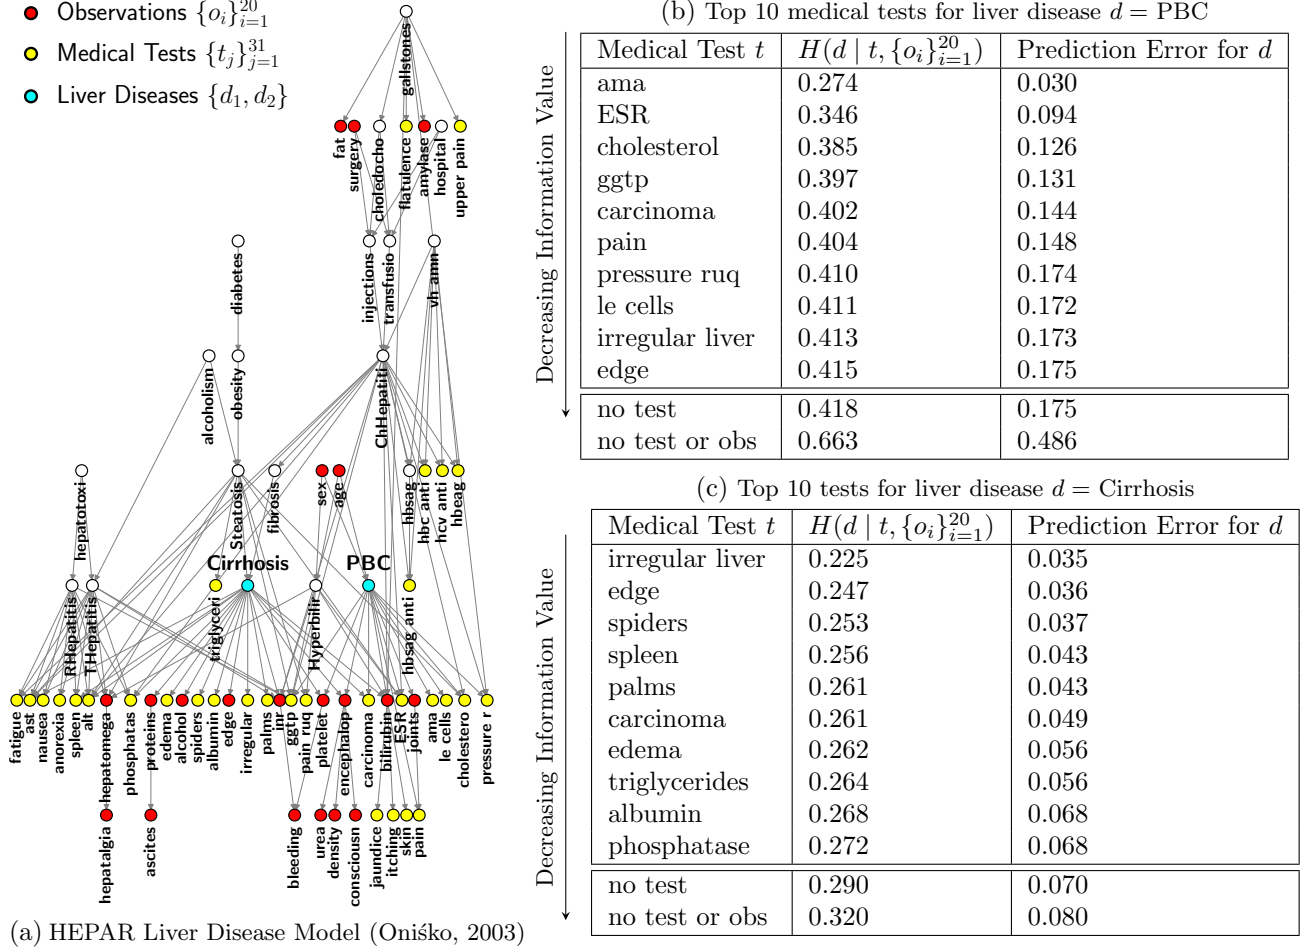 Observations {o_i}_{i=1}^{20}
Medical Tests {t_j}_{j=1}^{31}
Liver Diseases {d_1, d_2}
gallstones
fat
surgery
choledocho
flatulence
amylase
hospital
upper pain
diabetes
injections
transfusio
vh amn
alcoholism
obesity
ChHepatiti
hepatotoxi
Steatosis
fibrosis
sex
age
hbsag
hbc anti
hcv anti
hbeag
Cirrhosis
PBC
RHepatitis
THepatitis
triglyceri
Hyperbilir
hbsag anti
fatigue
ast
nausea
anorexia
spleen
alt
hepatomega
phosphatas
proteins
edema
alcohol
spiders
albumin
edge
irregular
palms
inr
ggtp
pain ruq
platelet
encephalop
carcinoma
bilirubin
ESR
joints
ama
le cells
cholestero
pressure r
hepatalgia
ascites
bleeding
urea
density
consciousn
jaundice
itching
skin
pain
(a) HEPAR Liver Disease Model (Oniśko, 2003)
(b) Top 10 medical tests for liver disease d = PBC
Decreasing Information Value
Medical Test t H(d | t, {o_i}_{i=1}^{20}) Prediction Error for d
ama 0.274 0.030
ESR 0.346 0.094
cholesterol 0.385 0.126
ggtp 0.397 0.131
carcinoma 0.402 0.144
pain 0.404 0.148
pressure ruq 0.410 0.174
le cells 0.411 0.172
irregular liver 0.413 0.173
edge 0.415 0.175
no test 0.418 0.175
no test or obs 0.663 0.486
(c) Top 10 tests for liver disease d = Cirrhosis
Decreasing Information Value
Medical Test t H(d | t, {o_i}_{i=1}^{20}) Prediction Error for d
irregular liver 0.225 0.035
edge 0.247 0.036
spiders 0.253 0.037
spleen 0.256 0.043
palms 0.261 0.043
carcinoma 0.261 0.049
edema 0.262 0.056
triglycerides 0.264 0.056
albumin 0.268 0.068
phosphatase 0.272 0.068
no test 0.290 0.070
no test or obs 0.320 0.080